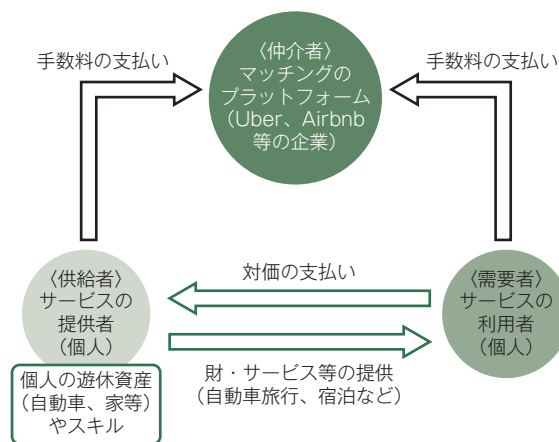 手数料の支払い
〈仲介者〉
マッチングの
プラットフォーム
（Uber、Airbnb
等の企業）
手数料の支払い
〈供給者〉
サービスの
提供者
（個人）
対価の支払い
〈需要者〉
サービスの
利用者
（個人）
個人の遊休資産
（自動車、家等）
やスキル
財・サービス等の提供
（自動車旅行、宿泊など）